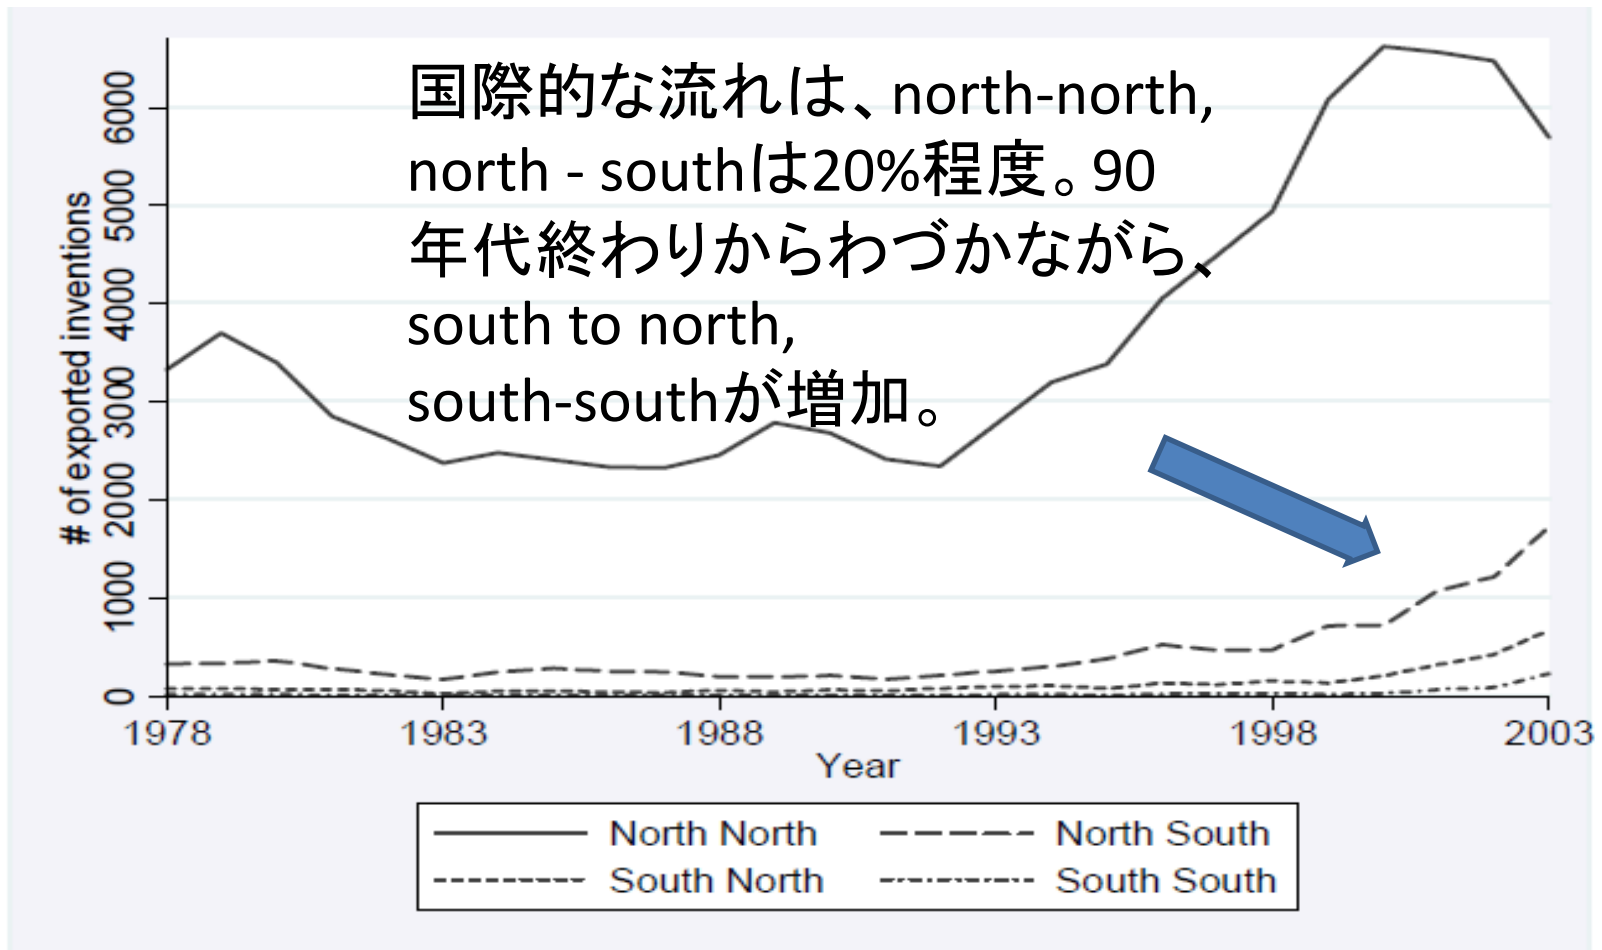 国際的な流れは、north-north,
north - southは20%程度。90
年代終わりからわづかながら、
south to north,
south-southが増加。
# of exported inventions
6000
5000
4000
3000
2000
1000
0
1978 1983 1988 1993 1998 2003
Year
North North North South
South North South South